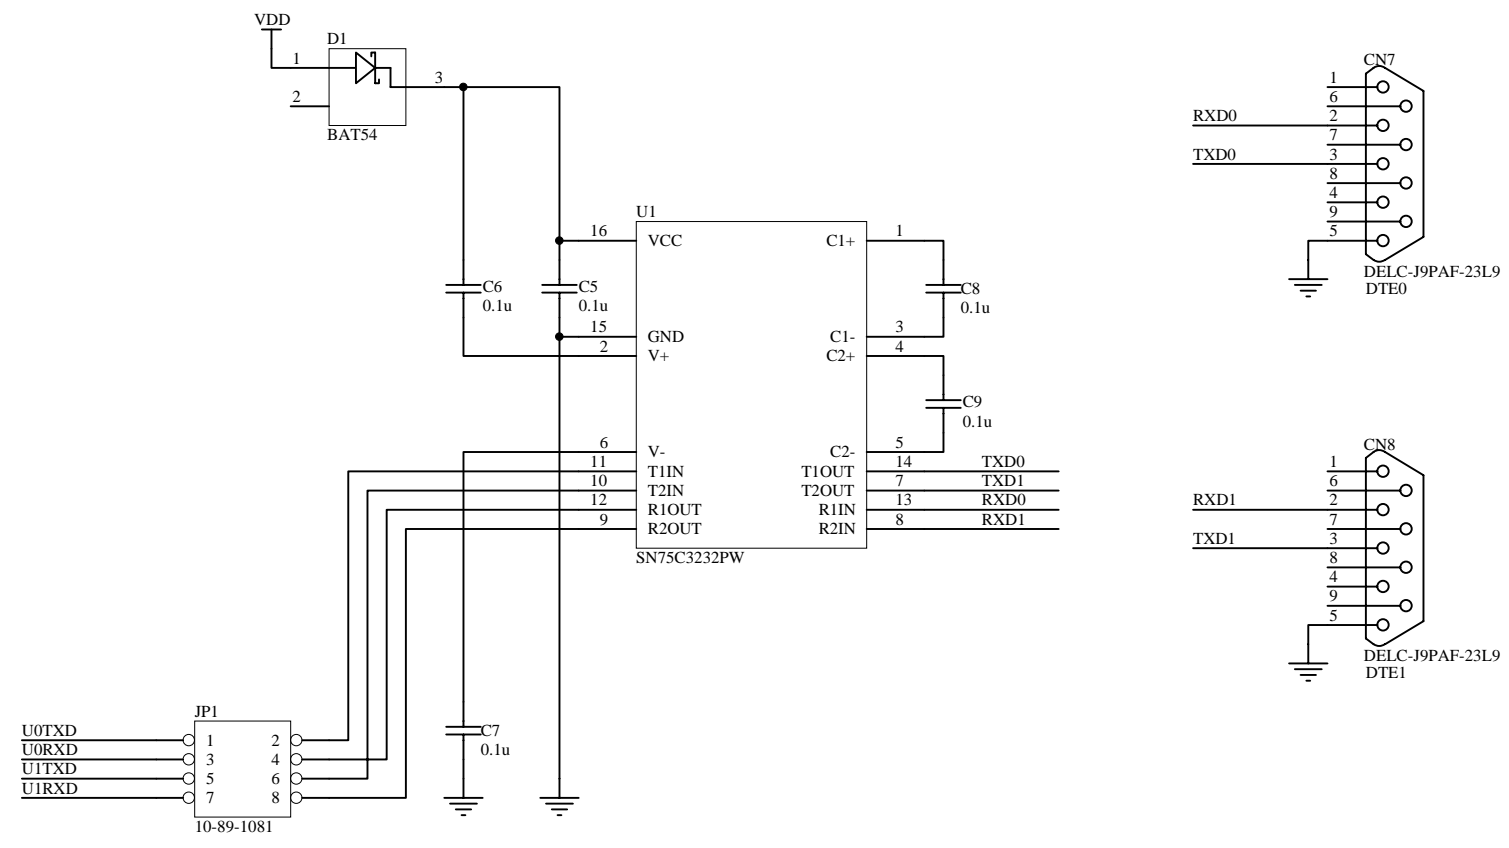 VDD
D1
1
2
3
BAT54
U1
16
VCC
C1+
1
C6
0.1u
C5
0.1u
C8
0.1u
15
GND
C1-
3
2
V+
C2+
4
C9
0.1u
6
V-
C2-
5
11
T1IN
T1OUT
14
TXD0
10
T2IN
T2OUT
7
TXD1
12
R1OUT
R1IN
13
RXD0
9
R2OUT
R2IN
8
RXD1
SN75C3232PW
C7
0.1u
JP1
U0TXD
1
2
U0RXD
3
4
U1TXD
5
6
U1RXD
7
8
10-89-1081
CN7
1
6
RXD0
2
7
TXD0
3
8
4
9
5
DELC-J9PAF-23L9
DTE0
CN8
1
6
RXD1
2
7
TXD1
3
8
4
9
5
DELC-J9PAF-23L9
DTE1